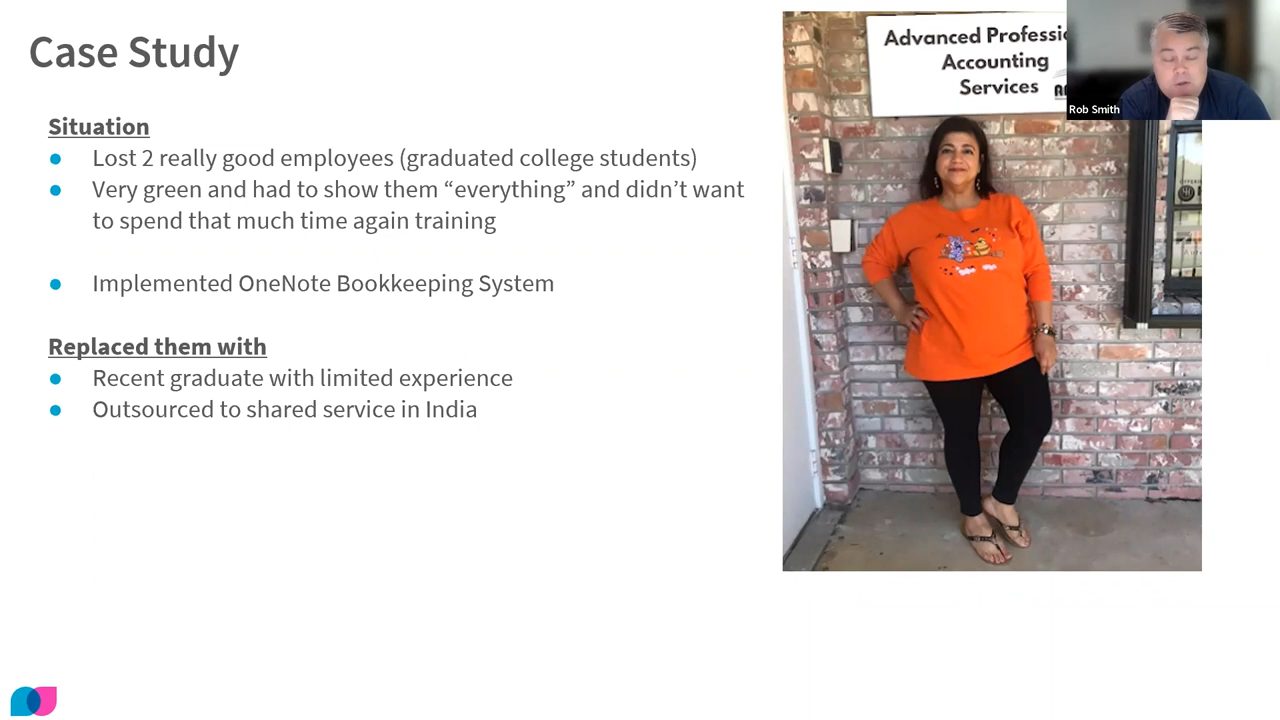 Case Study
Situation
● Lost 2 really good employees (graduated college students)
● Very green and had to show them “everything” and didn’t want
to spend that much time again training
● Implemented OneNote Bookkeeping System
Replaced them with
● Recent graduate with limited experience
● Outsourced to shared service in India
Advanced Professi
Accounting
Services
Rob Smith